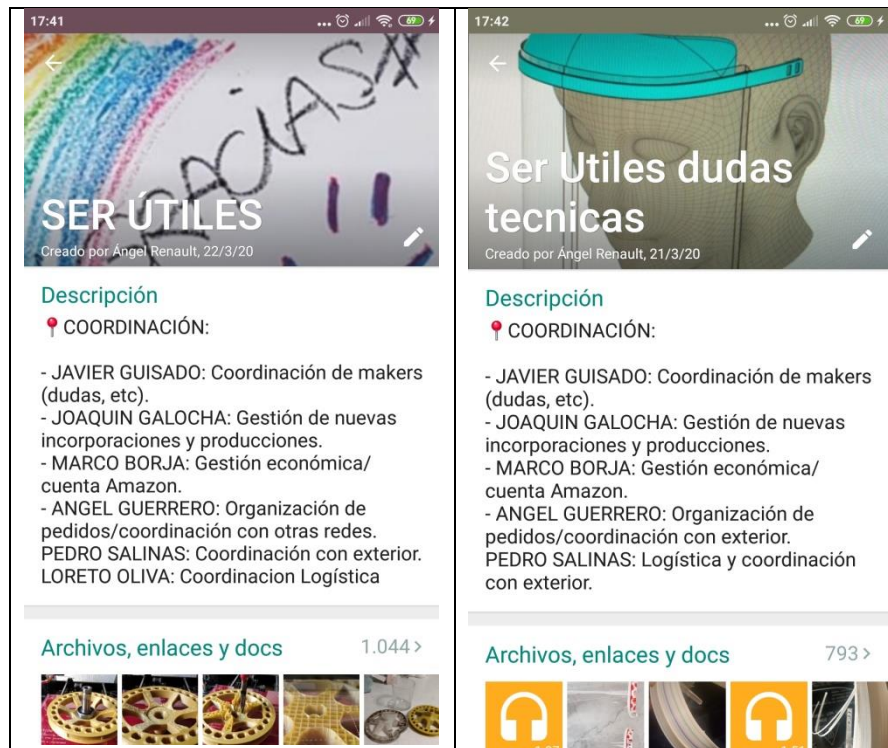 17:41
69
GRACIAS
SER ÚTILES
Creado por Ángel Renault, 22/3/20
Descripción
📍 COORDINACIÓN:
- JAVIER GUISADO: Coordinación de makers
(dudas, etc).
- JOAQUIN GALOCHA: Gestión de nuevas
incorporaciones y producciones.
- MARCO BORJA: Gestión económica/
cuenta Amazon.
- ANGEL GUERRERO: Organización de
pedidos/coordinación con otras redes.
PEDRO SALINAS: Coordinación con exterior.
LORETO OLIVA: Coordinacion Logística
Archivos, enlaces y docs 1.044 >
17:42
69
Ser Utiles dudas
tecnicas
Creado por Ángel Renault, 21/3/20
Descripción
📍 COORDINACIÓN:
- JAVIER GUISADO: Coordinación de makers
(dudas, etc).
- JOAQUIN GALOCHA: Gestión de nuevas
incorporaciones y producciones.
- MARCO BORJA: Gestión económica/
cuenta Amazon.
- ANGEL GUERRERO: Organización de
pedidos/coordinación con exterior.
PEDRO SALINAS: Logística y coordinación
con exterior.
Archivos, enlaces y docs 793 >